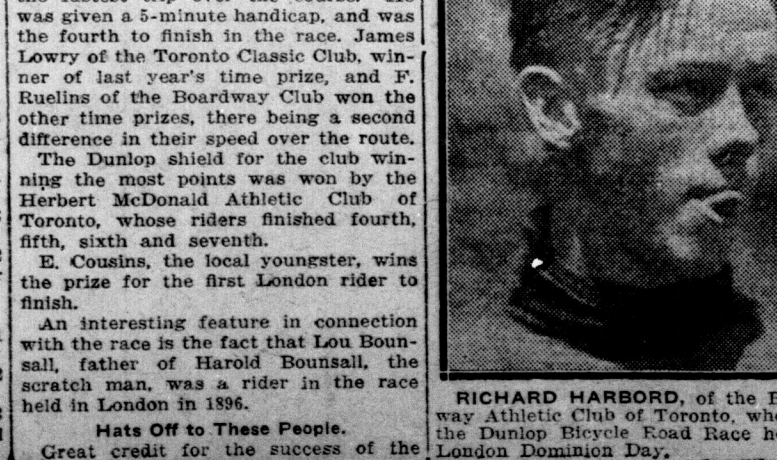 the fastest trip over the course. He
was given a 5-minute handicap, and was
the fourth to finish in the race. James
Lowry of the Toronto Classic Club, win-
ner of last year's time prize, and F.
Ruelins of the Boardway Club won the
other time prizes, there being a second
difference in their speed over the route.
The Dunlop shield for the club win-
ning the most points was won by the
Herbert McDonald Athletic Club of
Toronto, whose riders finished fourth,
fifth, sixth and seventh.
E. Cousins, the local youngster, wins
the prize for the first London rider to
finish.
An interesting feature in connection
with the race is the fact that Lou Boun-
sall, father of Harold Bounsall, the
scratch man, was a rider in the race
held in London in 1896.
Hats Off to These People.
Great credit for the success of the
RICHARD HARBORD, of the
way Athletic Club of Toronto,
the Dunlop Bicycle Road Race
London Dominion Day.